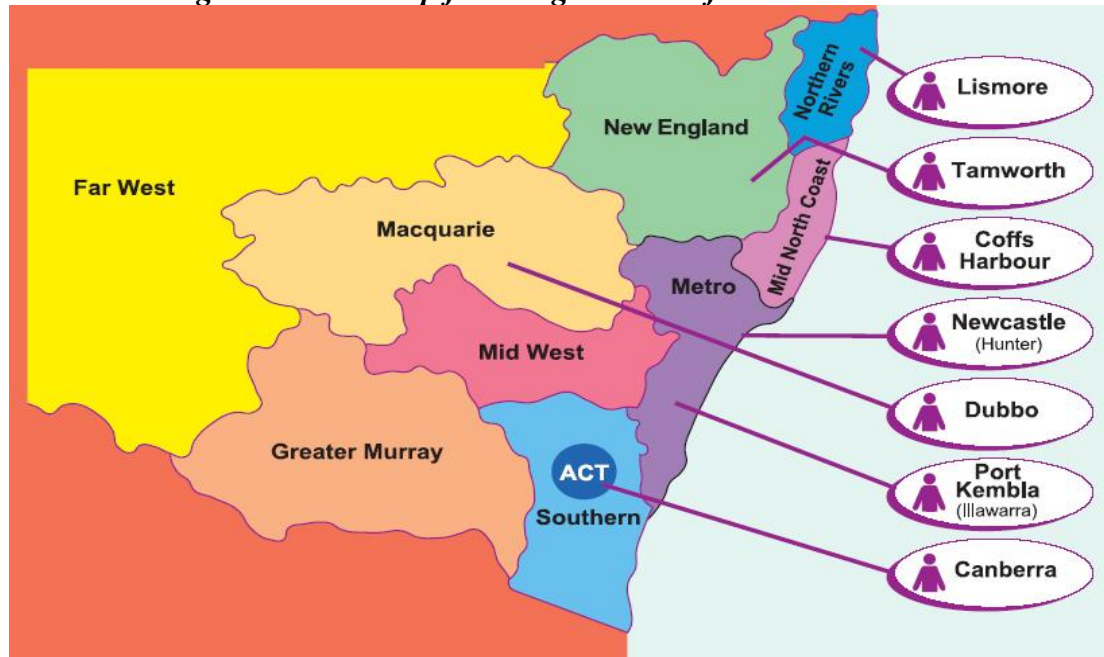 Northern
Rivers
Lismore
New England
Tamworth
Far West
Mid North Coast
Macquarie
Coffs
Harbour
Metro
Newcastle
(Hunter)
Mid West
Dubbo
Greater Murray
ACT
Southern
Port
Kembla
(Illawarra)
Canberra